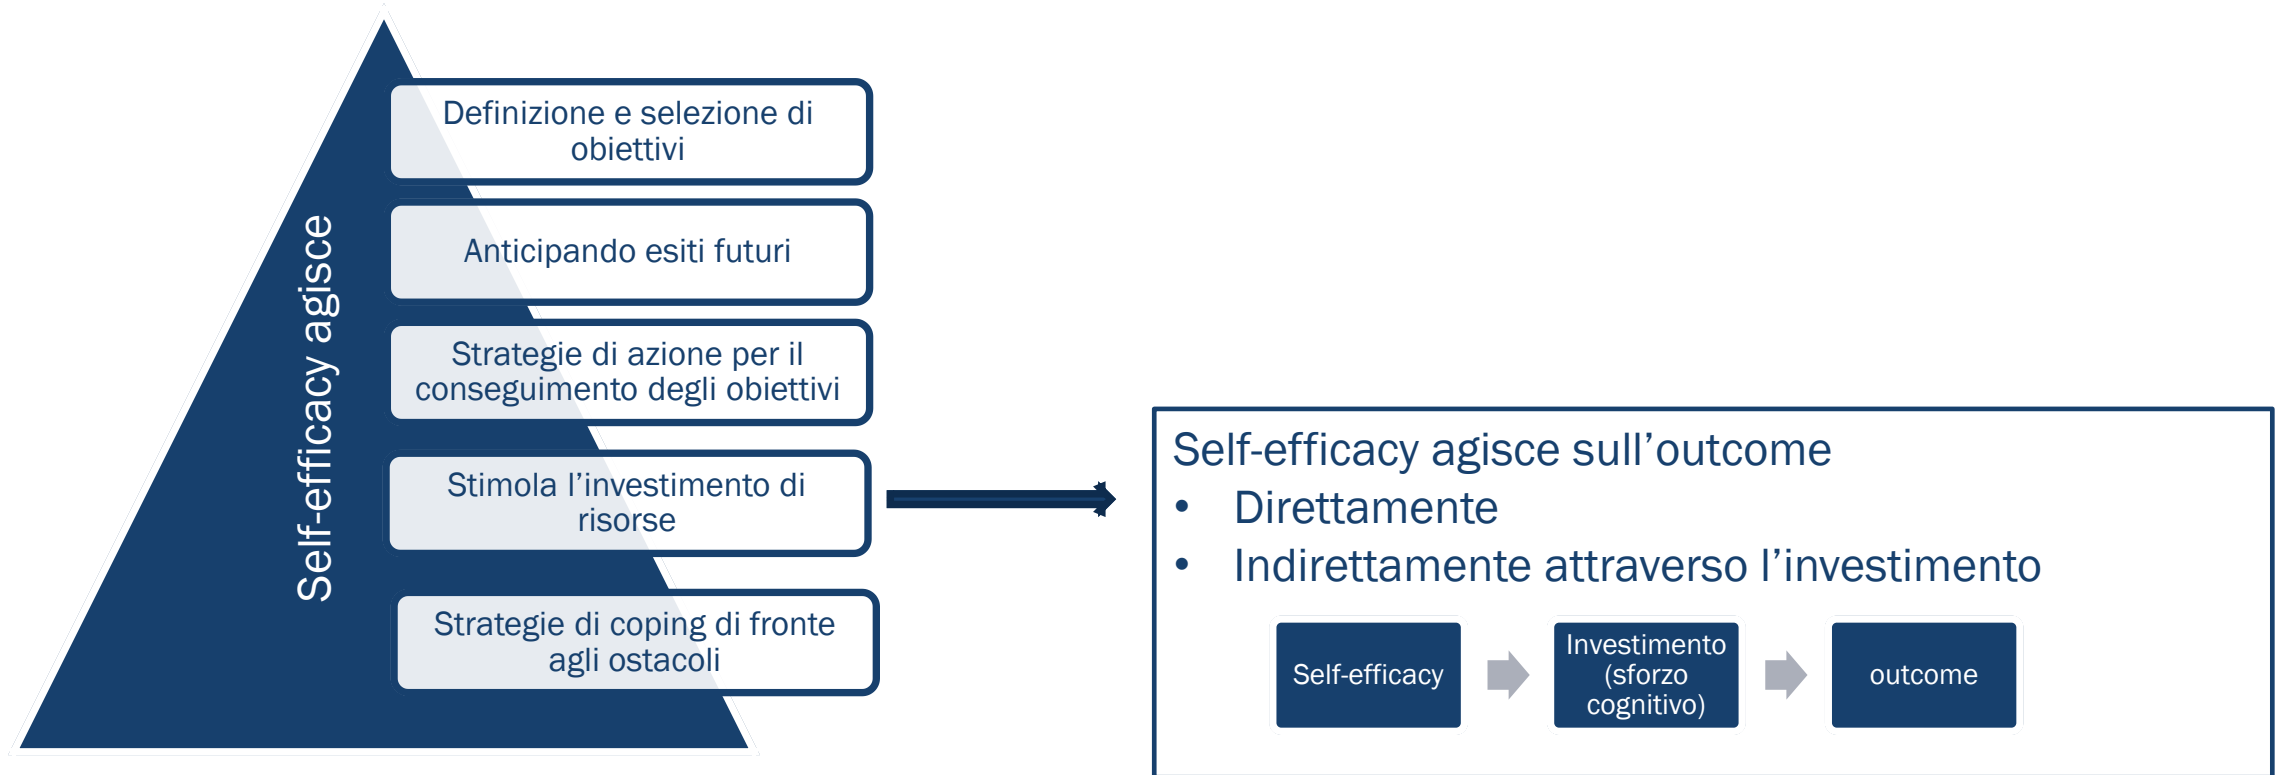 Self-efficacy agisce
Definizione e selezione di
obiettivi
Anticipando esiti futuri
Strategie di azione per il
conseguimento degli obiettivi
Stimola l’investimento di
risorse
Strategie di coping di fronte
agli ostacoli
Self-efficacy agisce sull’outcome
• Direttamente
• Indirettamente attraverso l’investimento
Self-efficacy
Investimento
(sforzo
cognitivo)
outcome